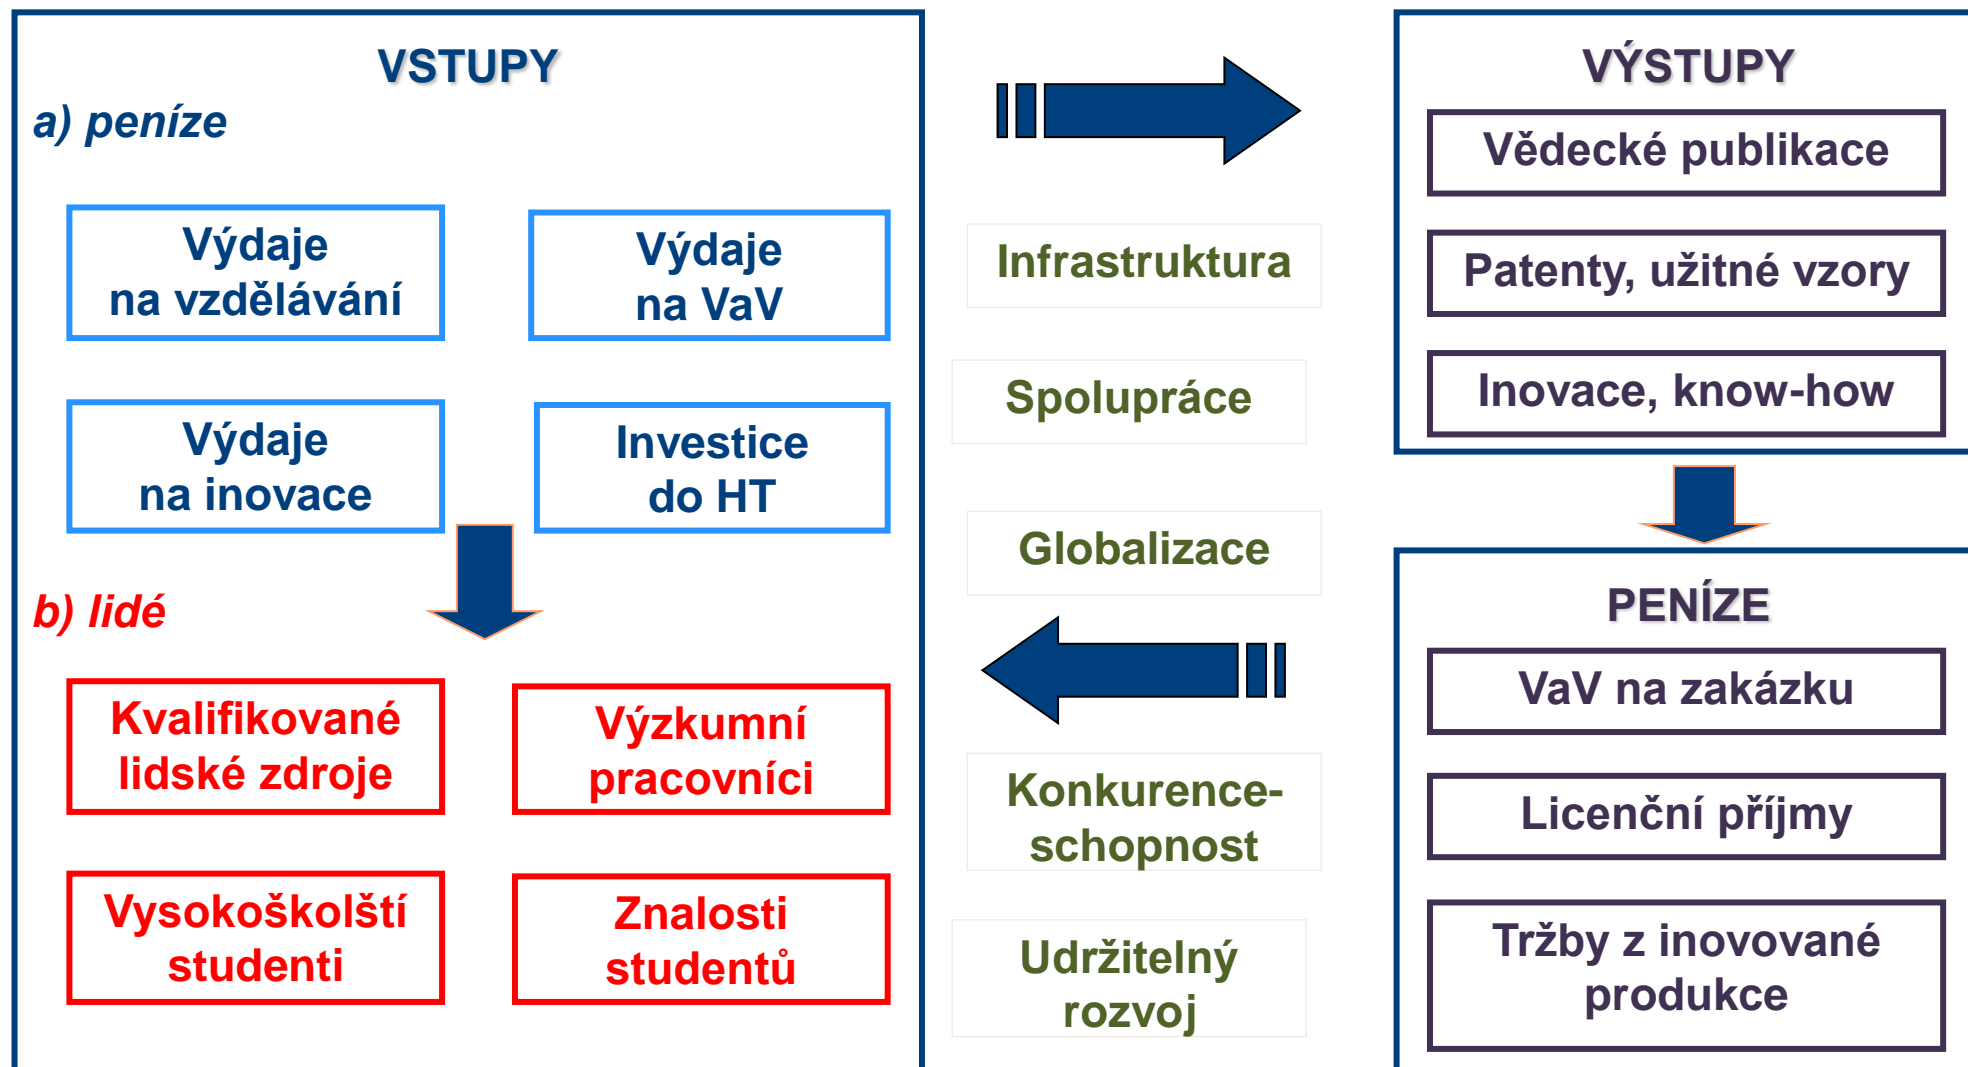 VSTUPY
a) peníze
Výdaje
na vzdělávání
Výdaje
na VaV
Výdaje
na inovace
Investice
do HT
b) lidé
Kvalifikované
lidské zdroje
Výzkumní
pracovníci
Vysokoškolští
studenti
Znalosti
studentů
Infrastruktura
Spolupráce
Globalizace
Konkurence-
schopnost
Udržitelný
rozvoj
VÝSTUPY
Vědecké publikace
Patenty, užitné vzory
Inovace, know-how
PENÍZE
VaV na zakázku
Licenční příjmy
Tržby z inovované
produkce